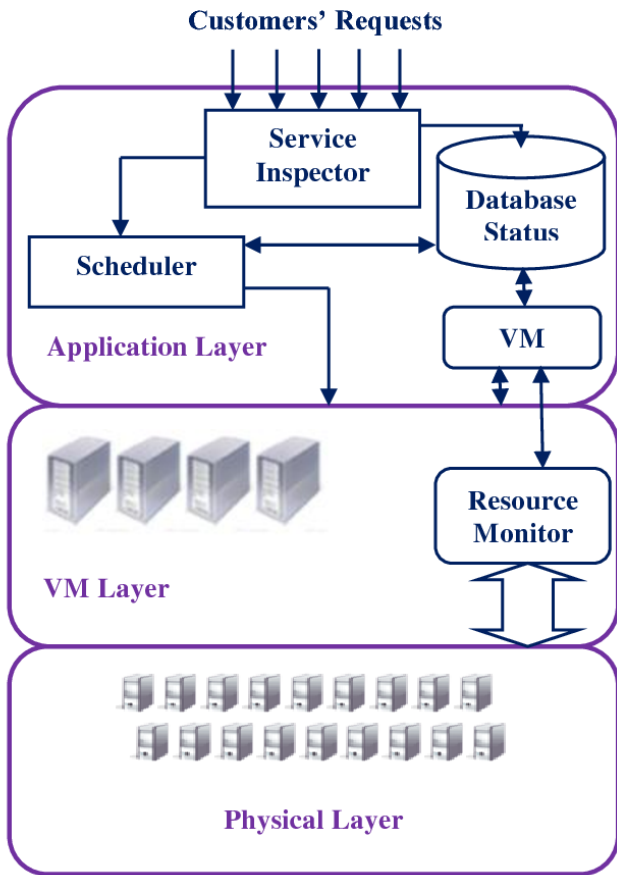 Customers' Requests
Service
Inspector
Database
Status
Scheduler
VM
Application Layer
Resource
Monitor
VM Layer
Physical Layer